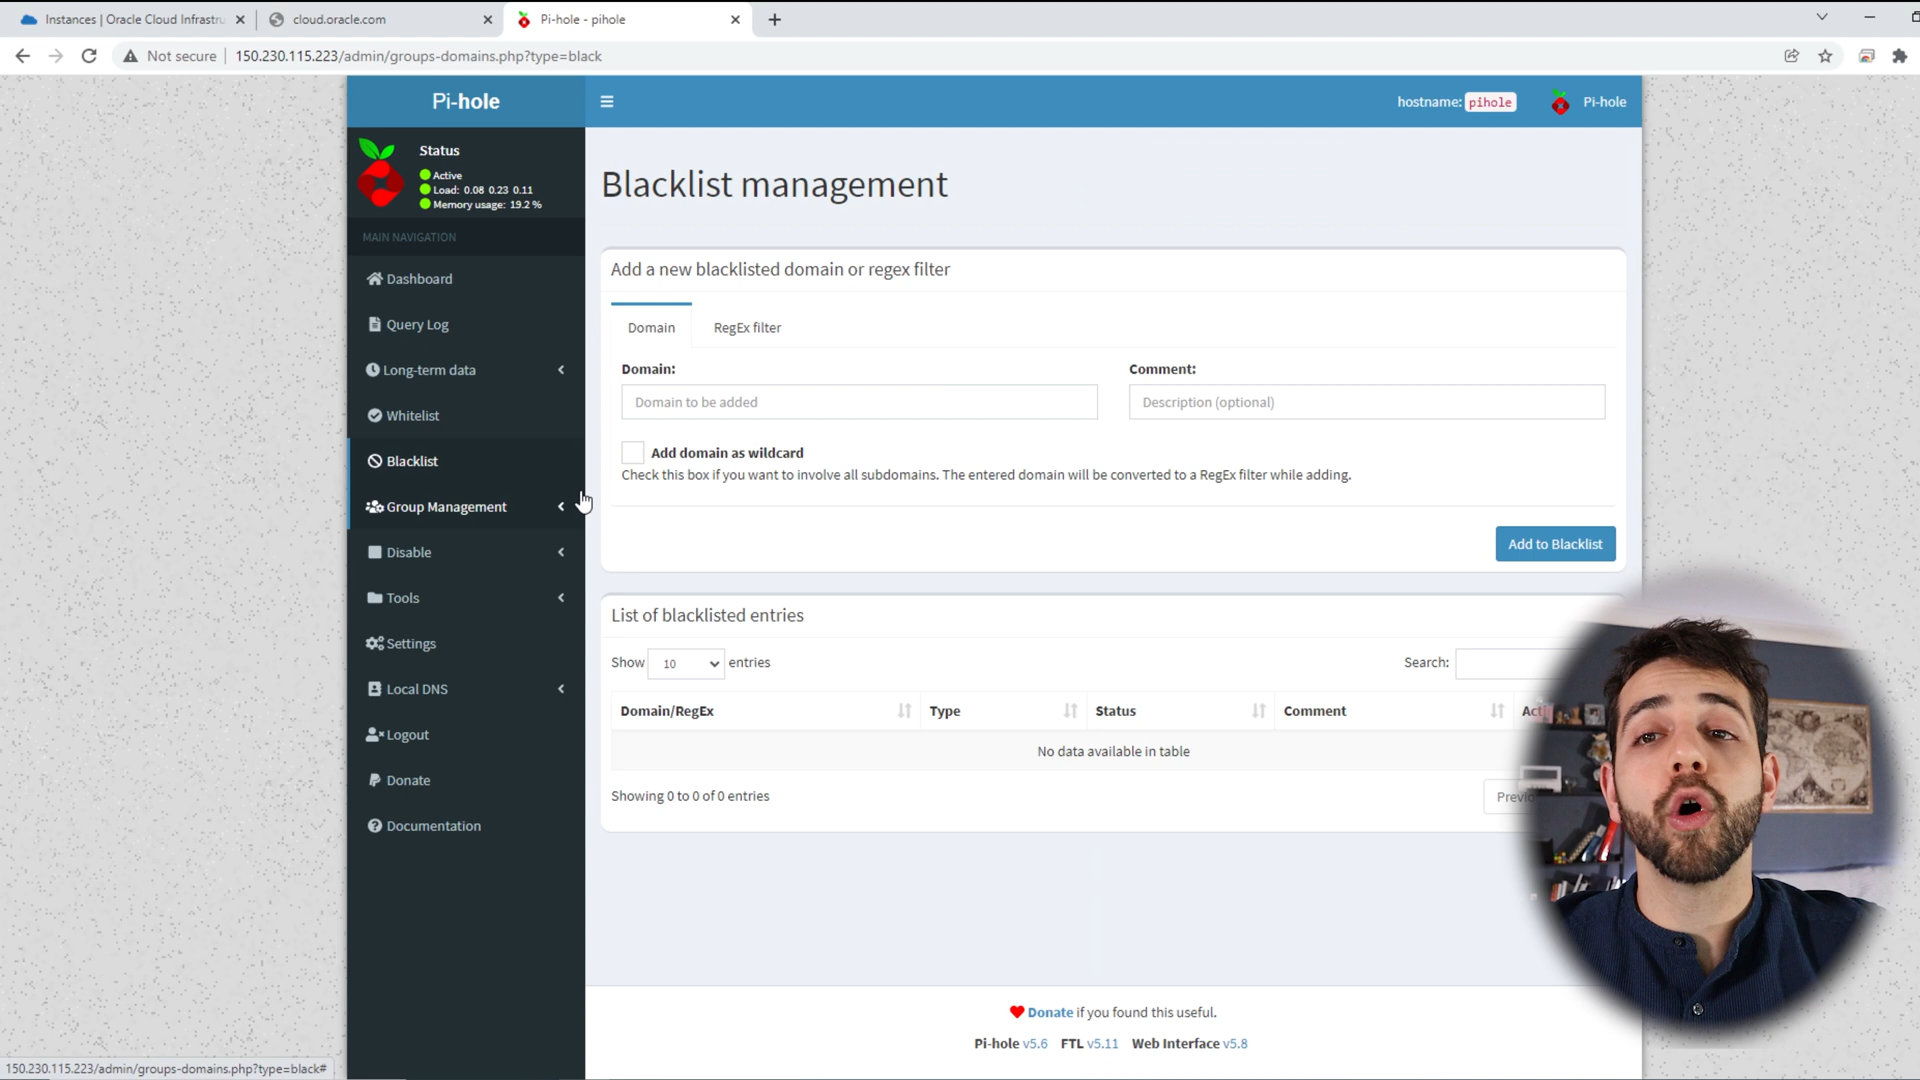 Instances | Oracle Cloud Infrastru
cloud.oracle.com
Pi-hole - pihole
Not secure
150.230.115.223/admin/groups-domains.php?type=black
Pi-hole
hostname: pihole
Pi-hole
Status
Active
Load: 0.08 0.23 0.11
Memory usage: 19.2 %
MAIN NAVIGATION
Dashboard
Query Log
Long-term data
Whitelist
Blacklist
Group Management
Disable
Tools
Settings
Local DNS
Logout
Donate
Documentation
Blacklist management
Add a new blacklisted domain or regex filter
Domain
RegEx filter
Domain:
Comment:
Domain to be added
Description (optional)
Add domain as wildcard
Check this box if you want to involve all subdomains. The entered domain will be converted to a RegEx filter while adding.
Add to Blacklist
List of blacklisted entries
Show 10 entries
Search:
Domain/RegEx
Type
Status
Comment
No data available in table
Showing 0 to 0 of 0 entries
Donate if you found this useful.
Pi-hole v5.6 FTL v5.11 Web Interface v5.8
150.230.115.223/admin/groups-domains.php?type=black#